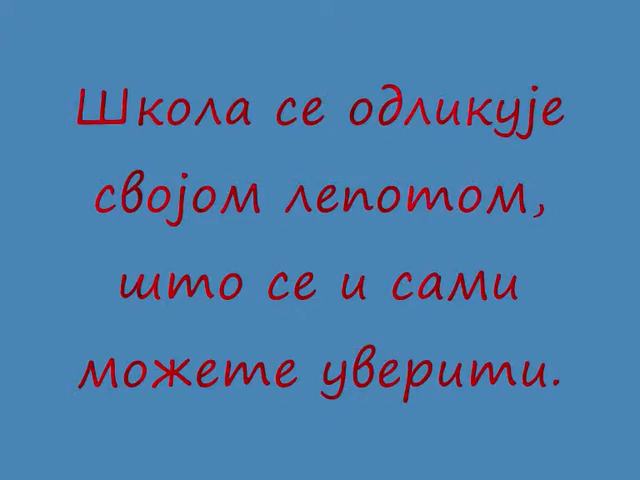 Школа се одликује
својом лепотом,
што се и сами
можете уверити.